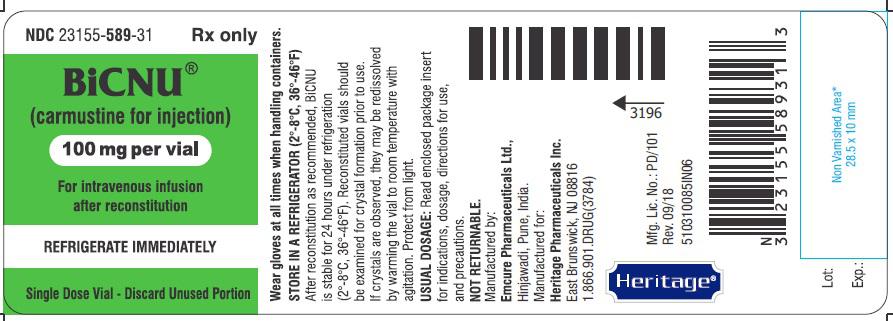 NDC 23155-589-31 Rx only
BiCNU®
(carmustine for injection)
100 mg per vial
For intravenous infusion
after reconstitution
REFRIGERATE IMMEDIATELY
Single Dose Vial - Discard Unused Portion
Wear gloves at all times when handling containers.
STORE IN A REFRIGERATOR (2°-8°C, 36°-46°F)
After reconstitution as recommended, BiCNU
is stable for 24 hours under refrigeration
(2°-8°C, 36°-46°F). Reconstituted vials should
be examined for crystal formation prior to use.
If crystals are observed, they may be redissolved
by warming the vial to room temperature with
agitation. Protect from light.
USUAL DOSAGE: Read enclosed package insert
for indications, dosage, directions for use,
and precautions.
NOT RETURNABLE.
Manufactured by:
Emcure Pharmaceuticals Ltd.,
Hinjawadi, Pune, India.
Manufactured for:
Heritage Pharmaceuticals Inc.
East Brunswick, NJ 08816
1.866.901.DRUG(3784)
Heritage®
3196
Mfg. Lic. No.: PD/101
Rev. 09/18
510310085IN06
N
3 23155 58931 3
Non Varnished Area*
28.5 x 10 mm
Lot:
Exp.: